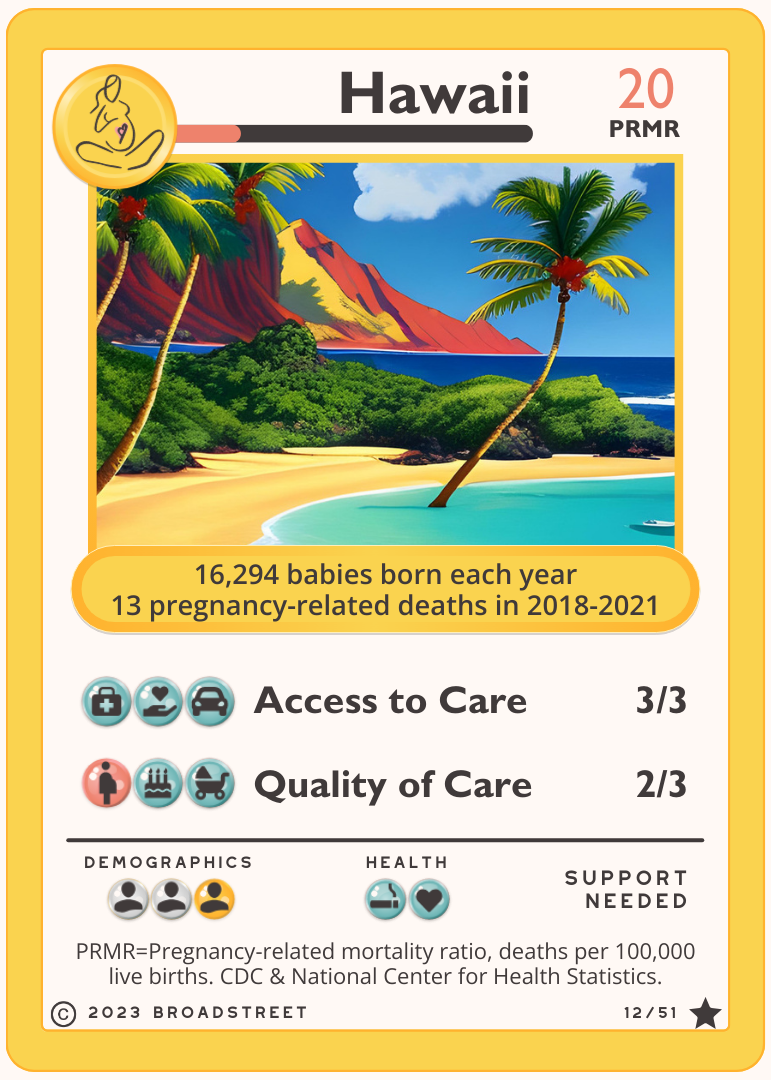 Hawaii
20
PRMR
16,294 babies born each year
13 pregnancy-related deaths in 2018-2021
Access to Care 3/3
Quality of Care 2/3
DEMOGRAPHICS
HEALTH
SUPPORT
NEEDED
PRMR=Pregnancy-related mortality ratio, deaths per 100,000
live births. CDC & National Center for Health Statistics.
© 2023 BROADSTREET 12/51